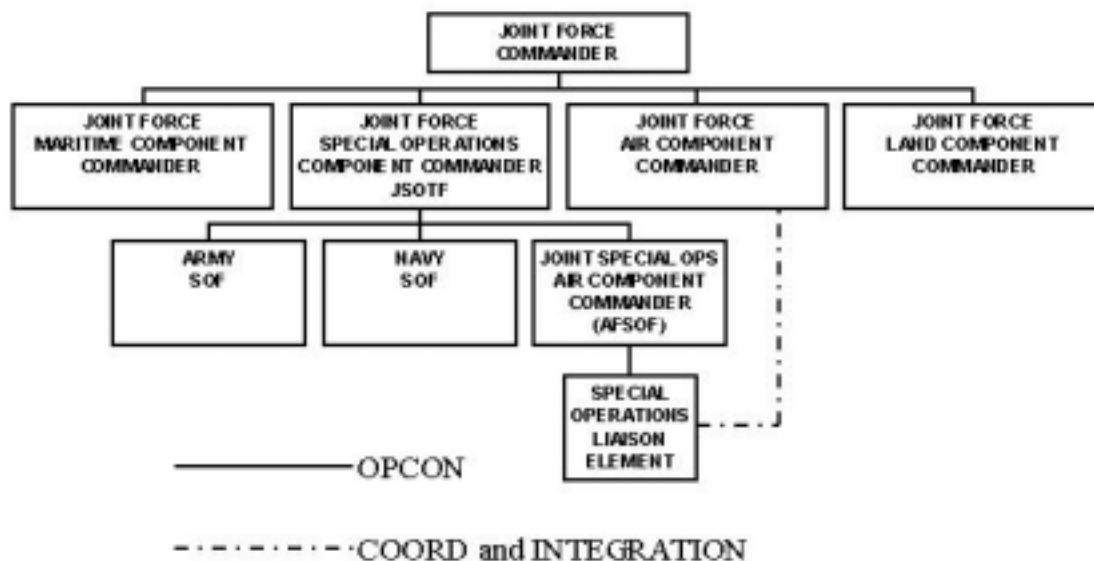 JOINT FORCE
COMMANDER
JOINT FORCE
MARITIME COMPONENT
COMMANDER
JOINT FORCE
SPECIAL OPERATIONS
COMPONENT COMMANDER
JSOTF
JOINT FORCE
AIR COMPONENT
COMMANDER
JOINT FORCE
LAND COMPONENT
COMMANDER
ARMY
SOF
NAVY
SOF
JOINT SPECIAL OPS
AIR COMPONENT
COMMANDER
(AFSOF)
SPECIAL
OPERATIONS
LIAISON
ELEMENT
OPCON
COORD and INTEGRATION